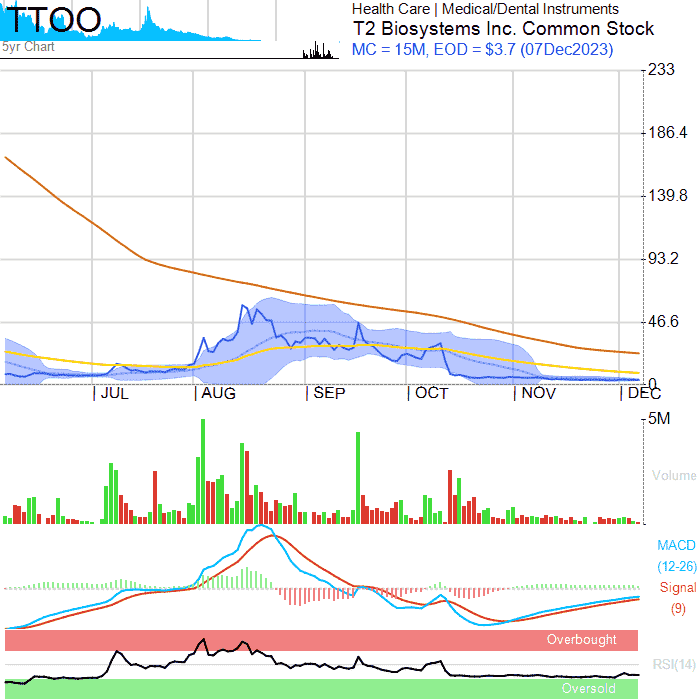 TTOO
5yr Chart
Health Care | Medical/Dental Instruments
T2 Biosystems Inc. Common Stock
MC = 15M, EOD = $3.7 (07Dec2023)
233
186.4
139.8
93.2
46.6
0
JUL
AUG
SEP
OCT
NOV
DEC
5M
Volume
MACD
(12-26)
Signal
(9)
Overbought
RSI(14)
Oversold